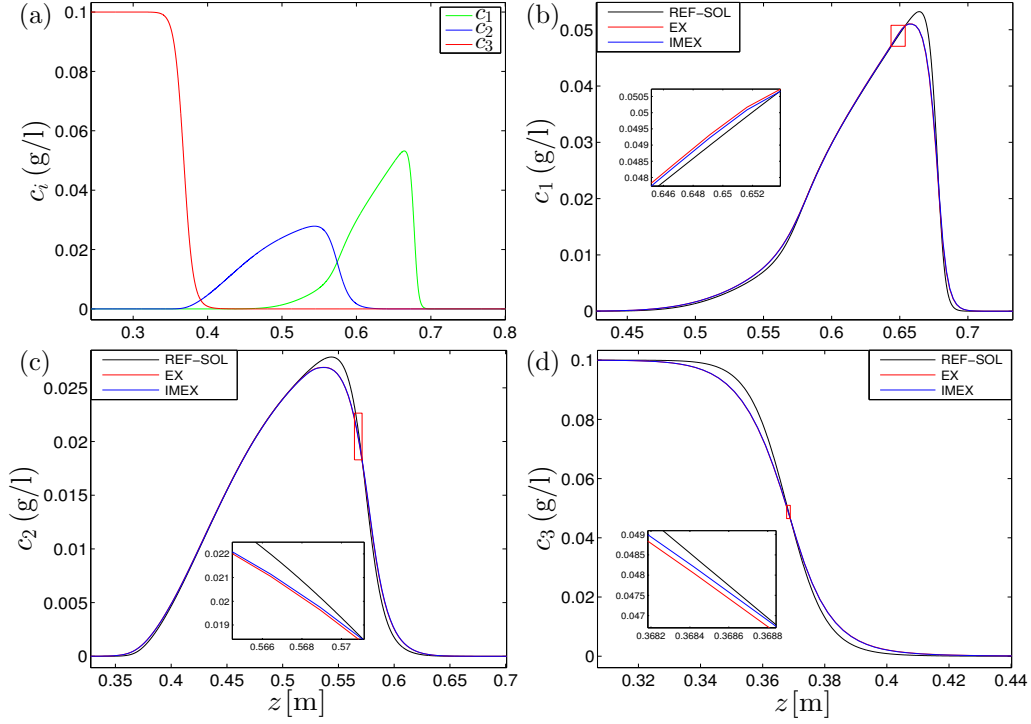 (a)
c₁
c₂
c₃
0.1
0.08
0.06
0.04
0.02
0
cᵢ (g/l)
0.3 0.4 0.5 0.6 0.7 0.8
(b)
REF−SOL
EX
IMEX
0.05
0.04
0.03
0.02
0.01
0
c₁ (g/l)
0.0505
0.05
0.0495
0.049
0.0485
0.048
0.646 0.648 0.65 0.652
0.45 0.5 0.55 0.6 0.65 0.7
(c)
REF−SOL
EX
IMEX
0.025
0.02
0.015
0.01
0.005
0
c₂ (g/l)
0.022
0.021
0.02
0.019
0.566 0.568 0.57
0.35 0.4 0.45 0.5 0.55 0.6 0.65 0.7
z [m]
(d)
REF−SOL
EX
IMEX
0.1
0.08
0.06
0.04
0.02
0
c₃ (g/l)
0.049
0.0485
0.048
0.0475
0.047
0.3682 0.3684 0.3686 0.3688
0.32 0.34 0.36 0.38 0.4 0.42 0.44
z [m]